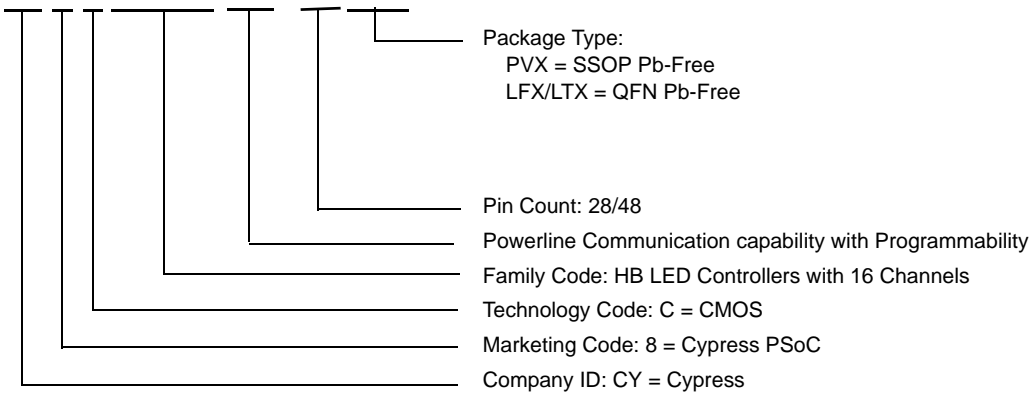 Package Type:
PVX = SSOP Pb-Free
LFX/LTX = QFN Pb-Free
Pin Count: 28/48
Powerline Communication capability with Programmability
Family Code: HB LED Controllers with 16 Channels
Technology Code: C = CMOS
Marketing Code: 8 = Cypress PSoC
Company ID: CY = Cypress